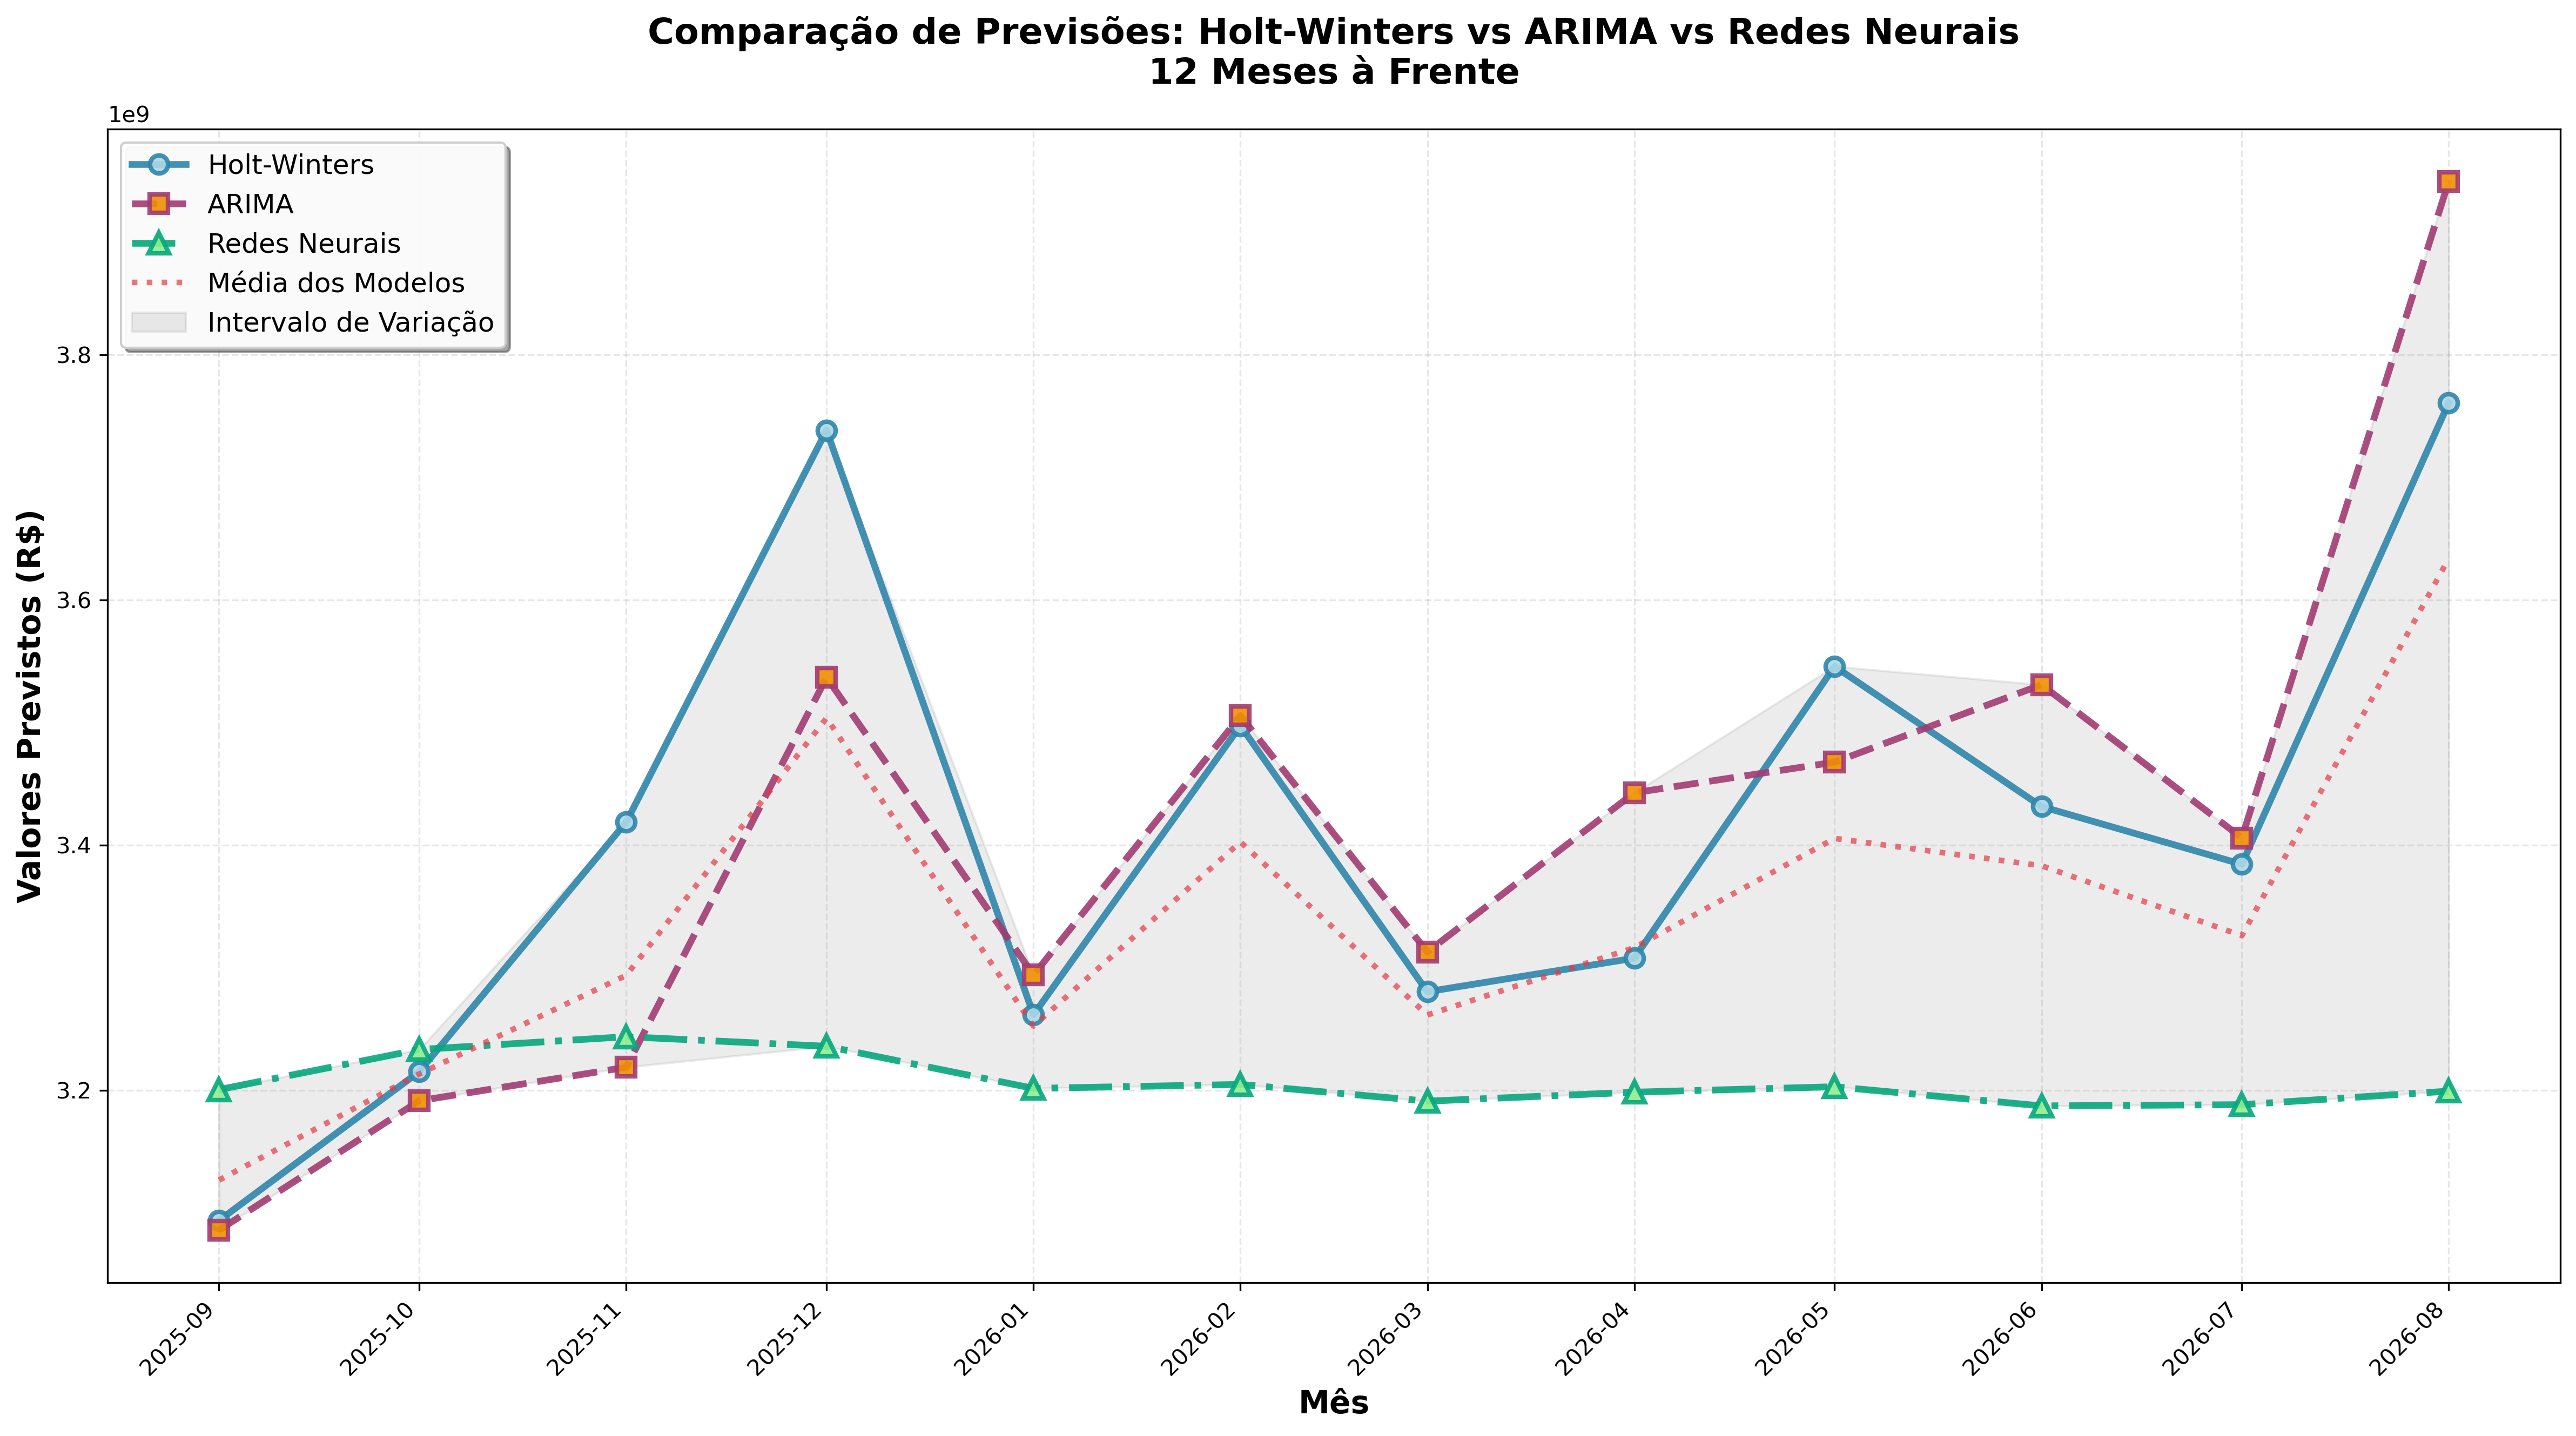 Comparação de Previsões: Holt-Winters vs ARIMA vs Redes Neurais
12 Meses à Frente
1e9
Holt-Winters
ARIMA
Redes Neurais
Média dos Modelos
Intervalo de Variação
Valores Previstos (R$)
3.8
3.6
3.4
3.2
2025-09
2025-10
2025-11
2025-12
2026-01
2026-02
2026-03
2026-04
2026-05
2026-06
2026-07
2026-08
Mês